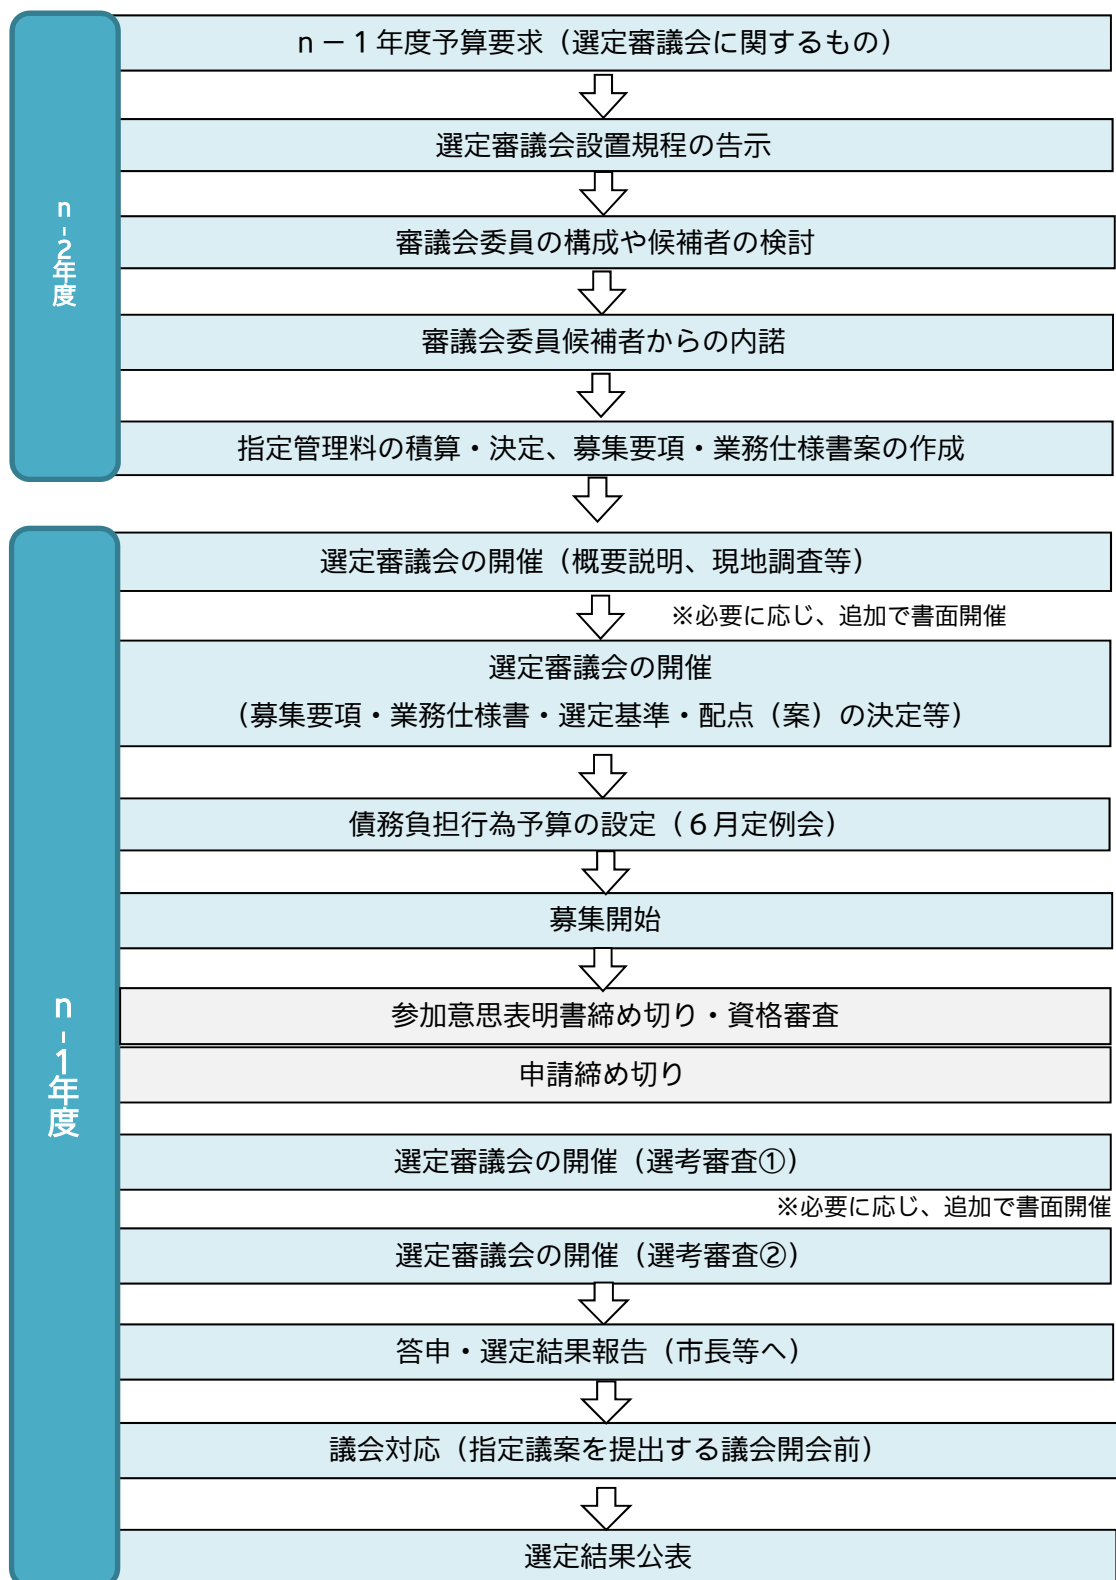 n-2年度
n－1年度予算要求（選定審議会に関するもの）
選定審議会設置規程の告示
審議会委員の構成や候補者の検討
審議会委員候補者からの内諾
指定管理料の積算・決定、募集要項・業務仕様書案の作成
n-1年度
選定審議会の開催（概要説明、現地調査等）
※必要に応じ、追加で書面開催
選定審議会の開催
（募集要項・業務仕様書・選定基準・配点（案）の決定等）
債務負担行為予算の設定（６月定例会）
募集開始
参加意思表明書締め切り・資格審査
申請締め切り
選定審議会の開催（選考審査①）
※必要に応じ、追加で書面開催
選定審議会の開催（選考審査②）
答申・選定結果報告（市長等へ）
議会対応（指定議案を提出する議会開会前）
選定結果公表